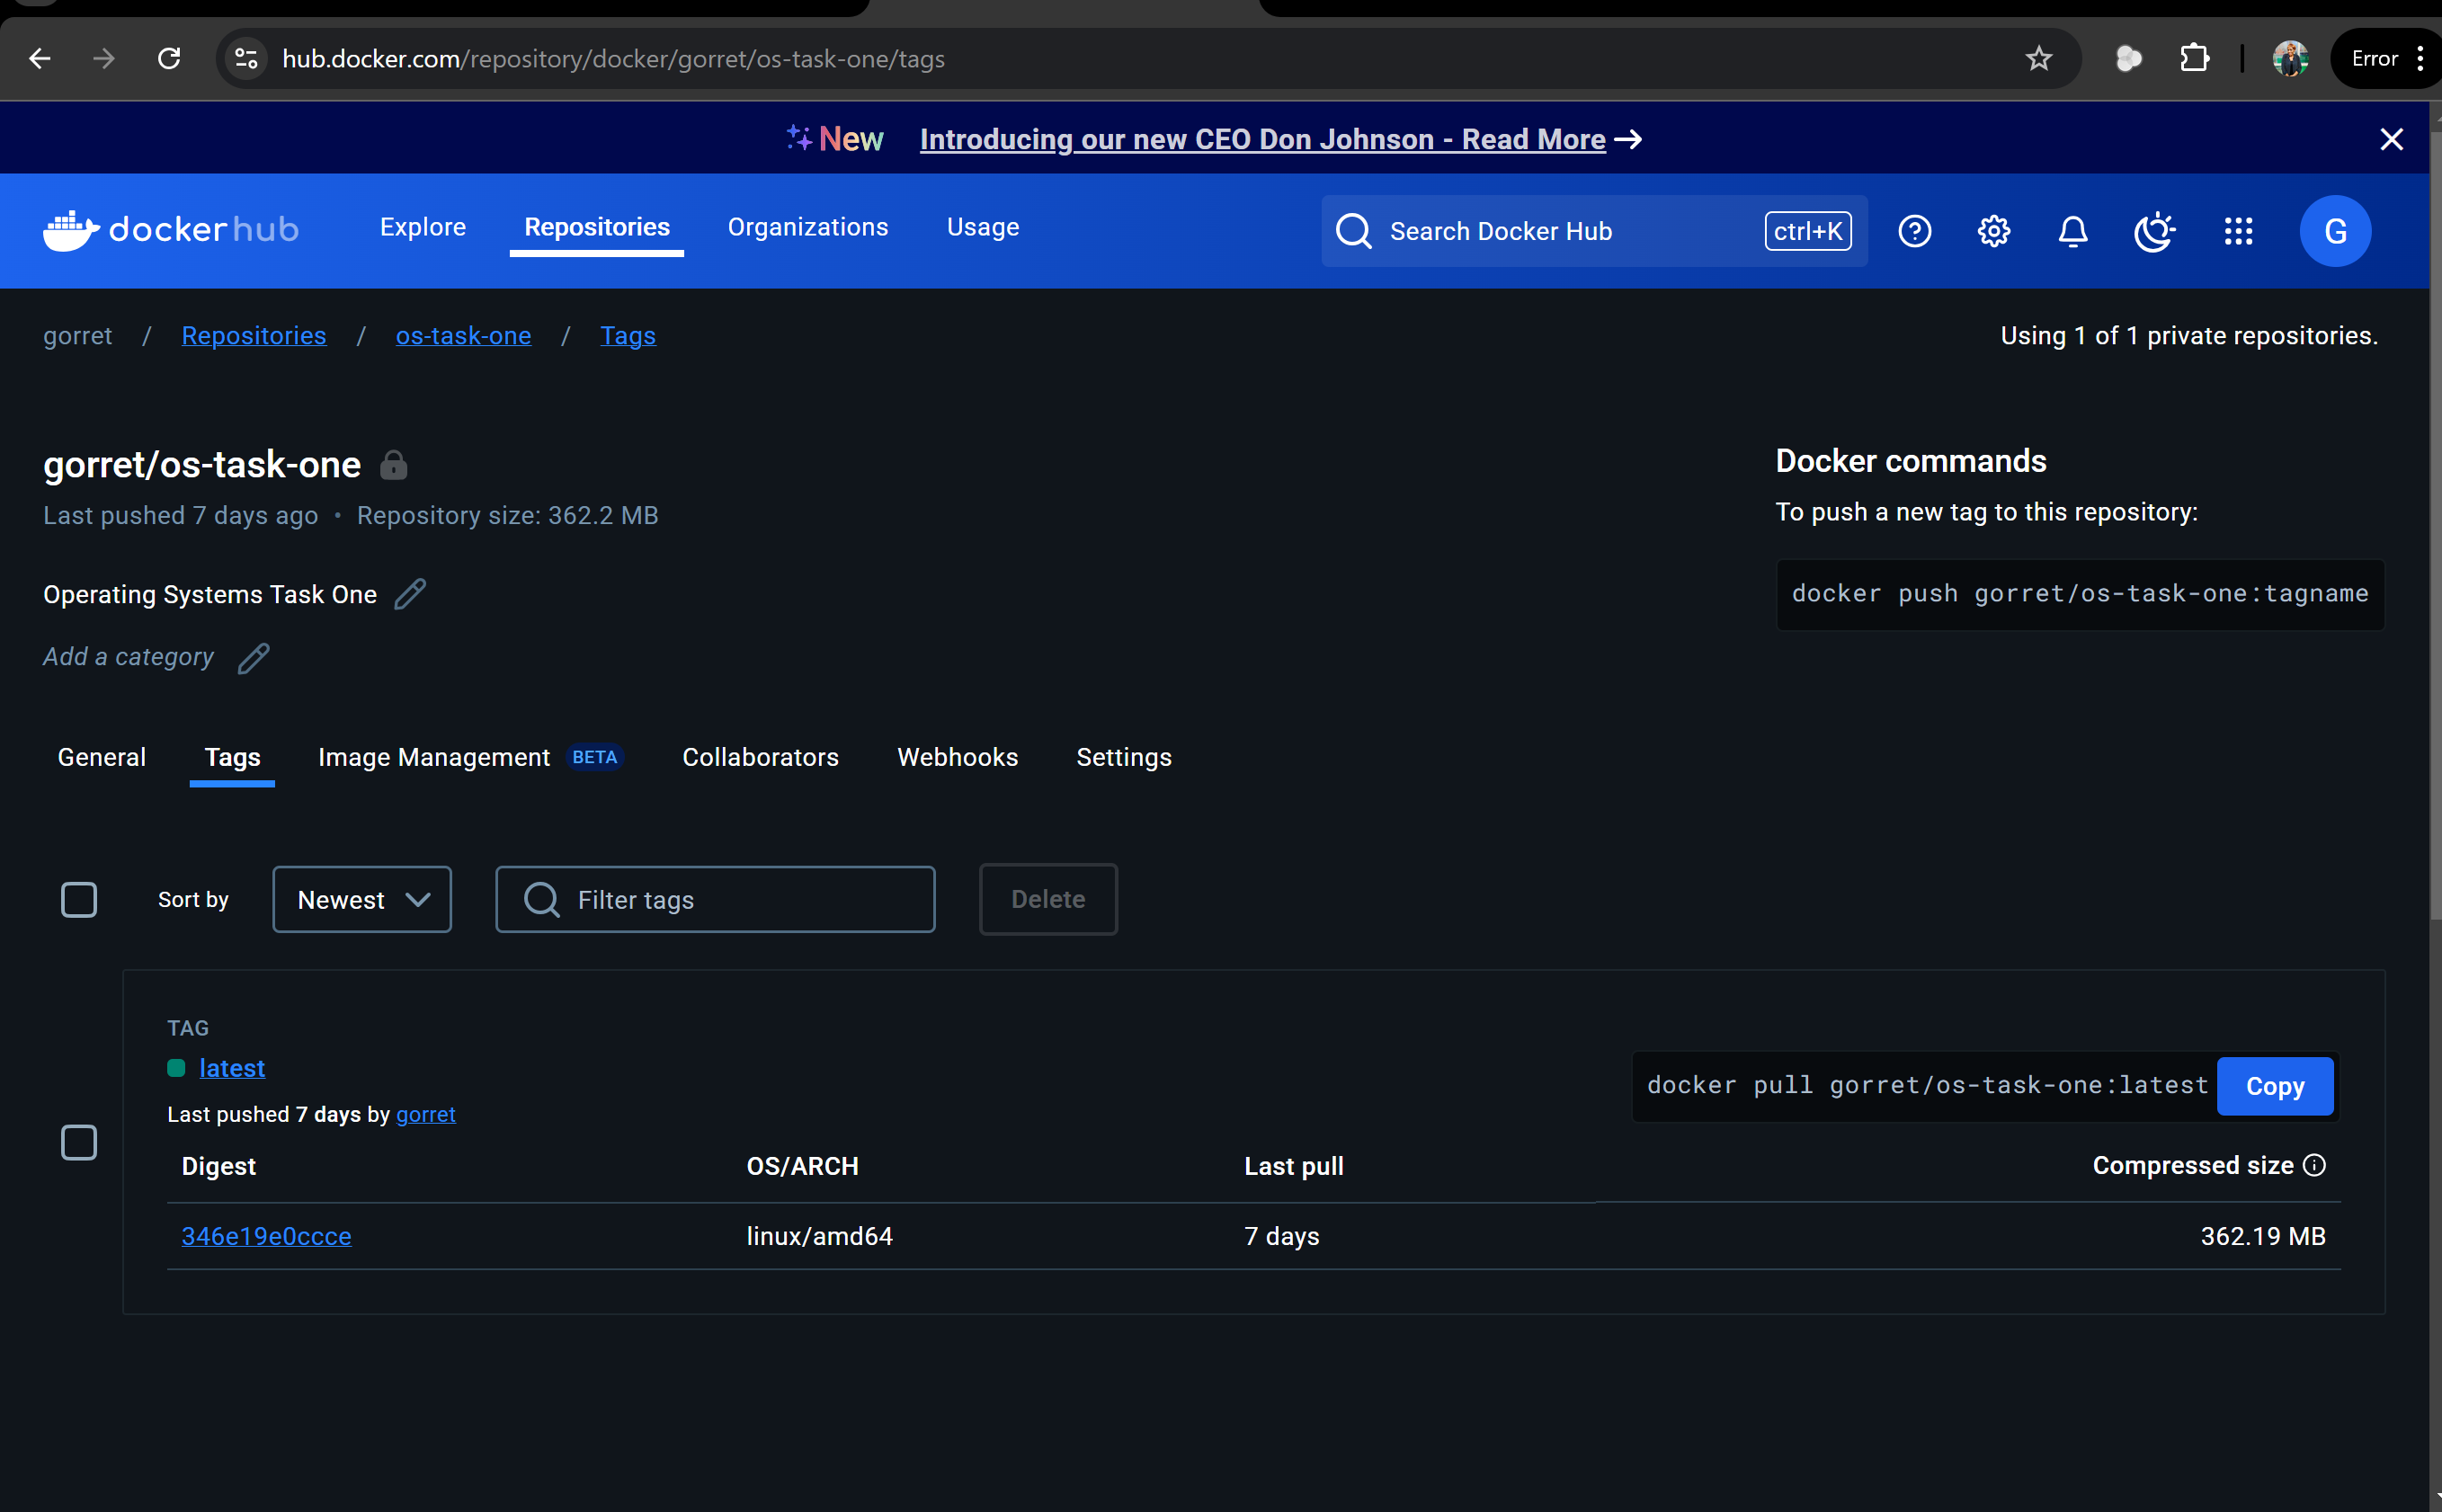 hub.docker.com/repository/docker/gorret/os-task-one/tags
Error
New Introducing our new CEO Don Johnson - Read More
dockerhub Explore Repositories Organizations Usage Search Docker Hub ctrl+K G
gorret / Repositories / os-task-one / Tags Using 1 of 1 private repositories.
gorret/os-task-one
Last pushed 7 days ago • Repository size: 362.2 MB
Operating Systems Task One
Add a category
Docker commands
To push a new tag to this repository:
docker push gorret/os-task-one:tagname
General Tags Image Management BETA Collaborators Webhooks Settings
Sort by Newest Filter tags Delete
TAG
latest
Last pushed 7 days by gorret
docker pull gorret/os-task-one:latest Copy
Digest OS/ARCH Last pull Compressed size
346e19e0ccce linux/amd64 7 days 362.19 MB